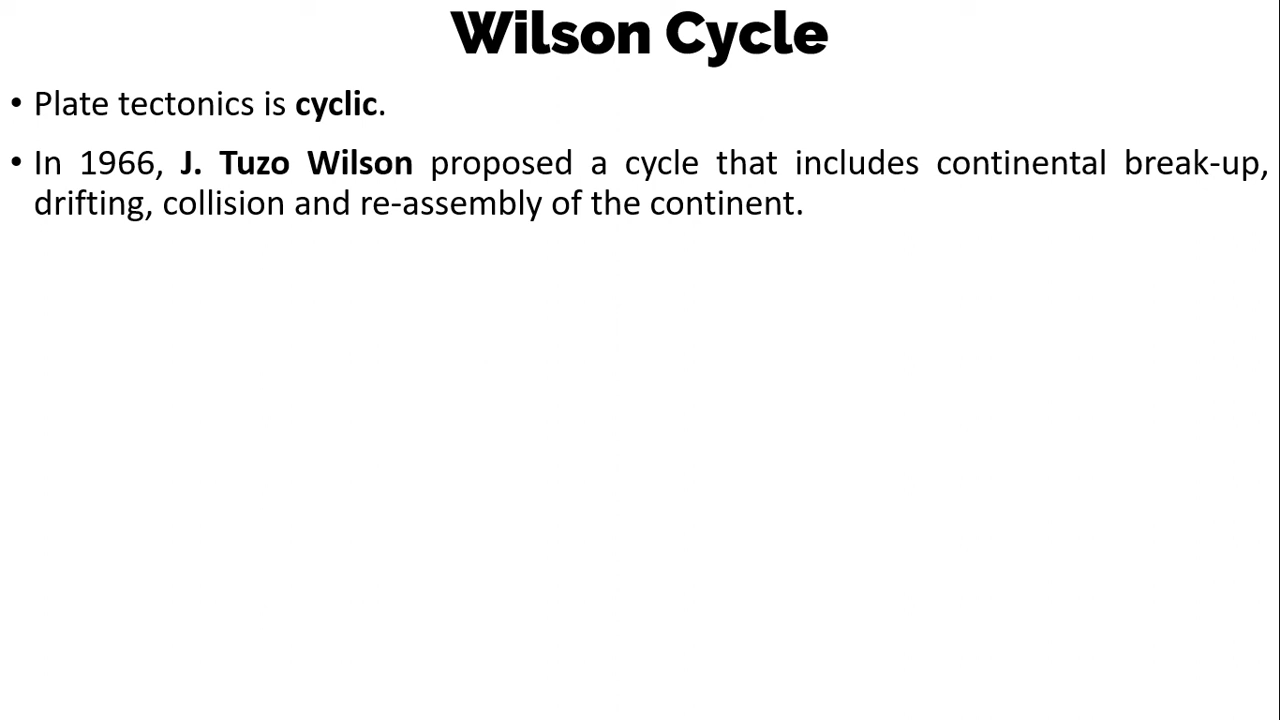 Wilson Cycle
• Plate tectonics is cyclic.
• In 1966, J. Tuzo Wilson proposed a cycle that includes continental break-up,
drifting, collision and re-assembly of the continent.